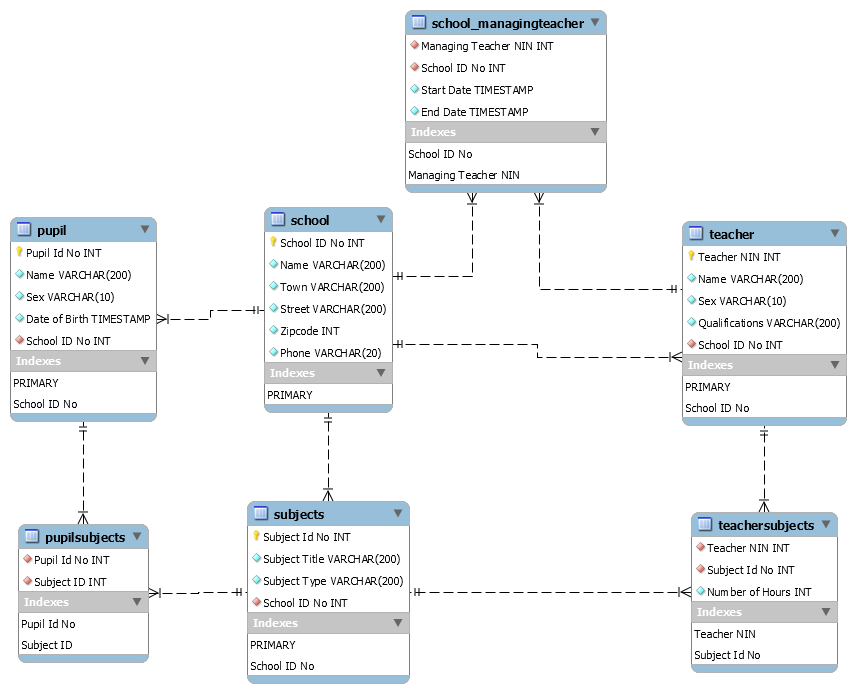 school_managingteacher
Managing Teacher NIN INT
School ID No INT
Start Date TIMESTAMP
End Date TIMESTAMP
Indexes
School ID No
Managing Teacher NIN
pupil
Pupil Id No INT
Name VARCHAR(200)
Sex VARCHAR(10)
Date of Birth TIMESTAMP
School ID No INT
Indexes
PRIMARY
School ID No
school
School ID No INT
Name VARCHAR(200)
Town VARCHAR(200)
Street VARCHAR(200)
Zipcode INT
Phone VARCHAR(20)
Indexes
PRIMARY
teacher
Teacher NIN INT
Name VARCHAR(200)
Sex VARCHAR(10)
Qualifications VARCHAR(200)
School ID No INT
Indexes
PRIMARY
School ID No
pupilsubjects
Pupil Id No INT
Subject ID INT
Indexes
Pupil Id No
Subject ID
subjects
Subject Id No INT
Subject Title VARCHAR(200)
Subject Type VARCHAR(200)
School ID No INT
Indexes
PRIMARY
School ID No
teachersubjects
Teacher NIN INT
Subject Id No INT
Number of Hours INT
Indexes
Teacher NIN
Subject Id No